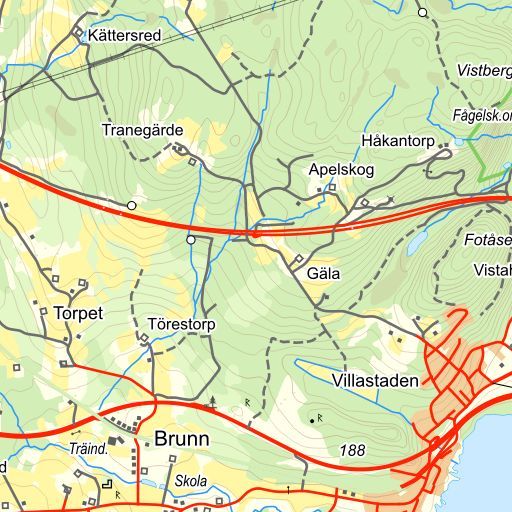 Kättersred
Vistberg
Fågelsk.om
Tranegärde
Håkantorp
Apelskog
Fotåse
Gäla
Vistah
Torpet
Törestorp
Villastaden
Brunn
188
Träind.
d
Skola
R
R